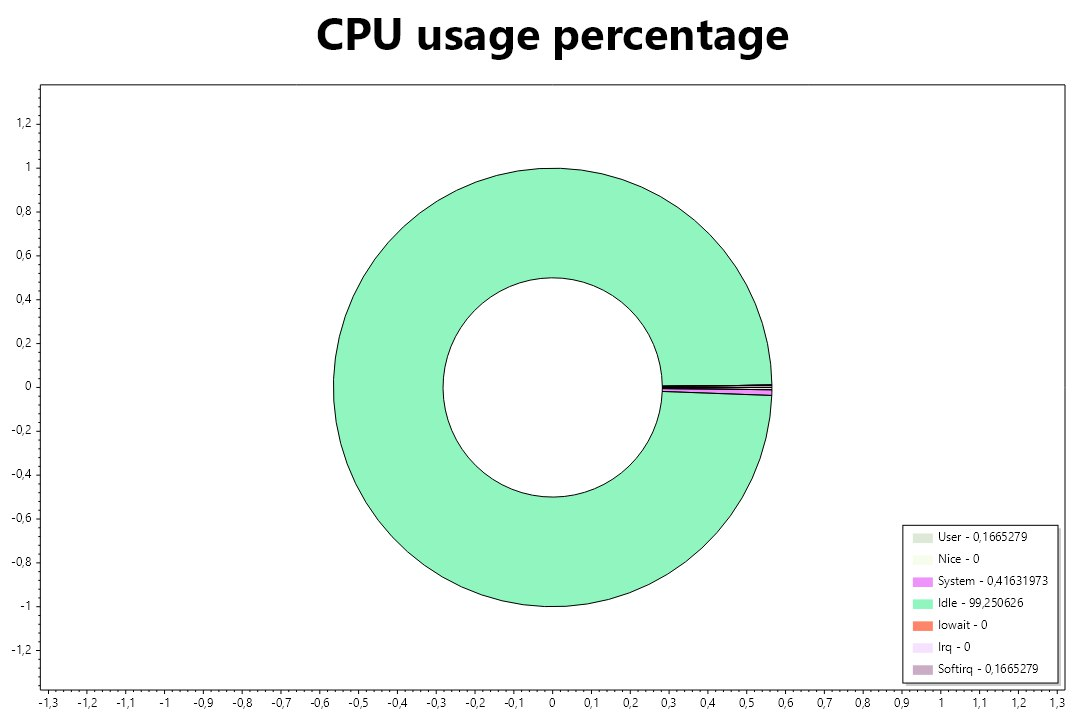 CPU usage percentage
1,2
1
0,8
0,6
0,4
0,2
0
-0,2
-0,4
-0,6
-0,8
-1
-1,2
User - 0,1665279
Nice - 0
System - 0,41631973
Idle - 99,250626
Iowait - 0
Irq - 0
Softirq - 0,1665279
-1,3 -1,2 -1,1 -1 -0,9 -0,8 -0,7 -0,6 -0,5 -0,4 -0,3 -0,2 -0,1 0 0,1 0,2 0,3 0,4 0,5 0,6 0,7 0,8 0,9 1 1,1 1,2 1,3